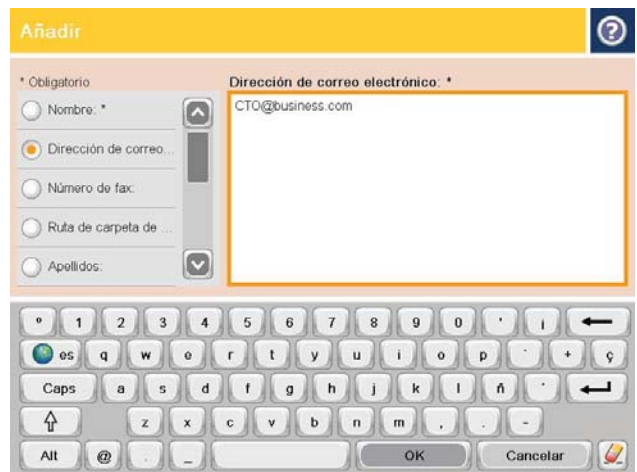 Añadir
?
* Obligatorio
Dirección de correo electrónico: *
Nombre: *
CTO@business.com
Dirección de correo...
Número de fax:
Ruta de carpeta de ...
Apellidos:
º 1 2 3 4 5 6 7 8 9 0 ' ¡
es q w e r t y u i o p ` + ç
Caps a s d f g h j k l ñ ´
z x c v b n m , . -
Alt @ . _ OK Cancelar